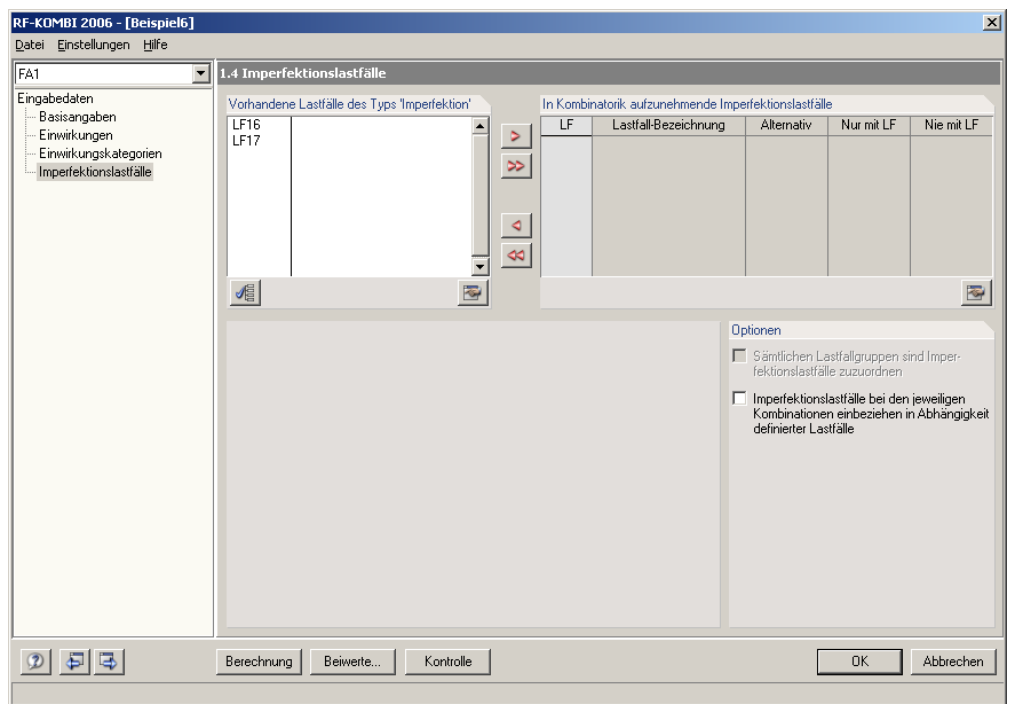 RF-KOMBI 2006 - [Beispiel6]
Datei Einstellungen Hilfe
FA1
1.4 Imperfektionslastfälle
Eingabedaten
Basisangaben
Einwirkungen
Einwirkungskategorien
Imperfektionslastfälle
Vorhandene Lastfälle des Typs 'Imperfektion'
LF16
LF17
In Kombinatorik aufzunehmende Imperfektionslastfälle
LF Lastfall-Bezeichnung Alternativ Nur mit LF Nie mit LF
Optionen
Sämtlichen Lastfallgruppen sind Imper-
fektionslastfälle zuzuordnen
Imperfektionslastfälle bei den jeweiligen
Kombinationen einbeziehen in Abhängigkeit
definierter Lastfälle
Berechnung Beiwerte... Kontrolle OK Abbrechen